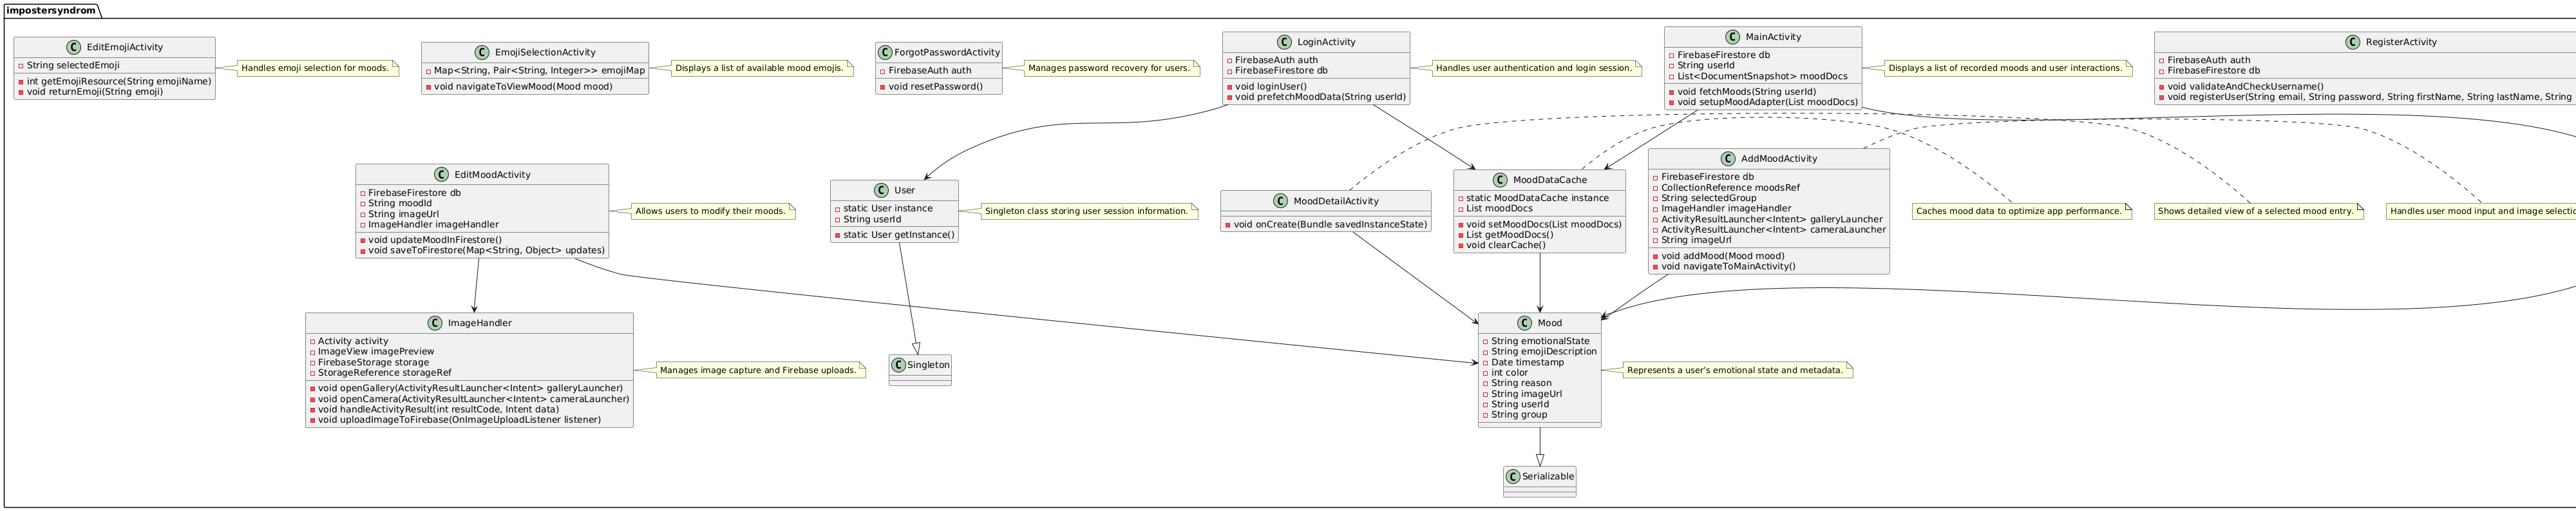 impostersyndrom
EditEmojiActivity
String selectedEmoji
int getEmojiResource(String emojiName)
void returnEmoji(String emoji)
Handles emoji selection for moods.
EmojiSelectionActivity
Map<String, Pair<String, Integer>> emojiMap
void navigateToViewMood(Mood mood)
Displays a list of available mood emojis.
ForgotPasswordActivity
FirebaseAuth auth
void resetPassword()
Manages password recovery for users.
LoginActivity
FirebaseAuth auth
FirebaseFirestore db
void loginUser()
void prefetchMoodData(String userId)
Handles user authentication and login session.
MainActivity
FirebaseFirestore db
String userId
List<DocumentSnapshot> moodDocs
void fetchMoods(String userId)
void setupMoodAdapter(List moodDocs)
Displays a list of recorded moods and user interactions.
RegisterActivity
FirebaseAuth auth
FirebaseFirestore db
void validateAndCheckUsername()
void registerUser(String email, String password, String firstName, String lastName, String
EditMoodActivity
FirebaseFirestore db
String moodId
String imageUrl
ImageHandler imageHandler
void updateMoodInFirestore()
void saveToFirestore(Map<String, Object> updates)
Allows users to modify their moods.
User
static User instance
String userId
static User getInstance()
Singleton class storing user session information.
MoodDetailActivity
void onCreate(Bundle savedInstanceState)
MoodDataCache
static MoodDataCache instance
List moodDocs
void setMoodDocs(List moodDocs)
List getMoodDocs()
void clearCache()
AddMoodActivity
FirebaseFirestore db
CollectionReference moodsRef
String selectedGroup
ImageHandler imageHandler
ActivityResultLauncher<Intent> galleryLauncher
ActivityResultLauncher<Intent> cameraLauncher
String imageUrl
void addMood(Mood mood)
void navigateToMainActivity()
Caches mood data to optimize app performance.
Shows detailed view of a selected mood entry.
Handles user mood input and image selectio
ImageHandler
Activity activity
ImageView imagePreview
FirebaseStorage storage
StorageReference storageRef
void openGallery(ActivityResultLauncher<Intent> galleryLauncher)
void openCamera(ActivityResultLauncher<Intent> cameraLauncher)
void handleActivityResult(int resultCode, Intent data)
void uploadImageToFirebase(OnImageUploadListener listener)
Manages image capture and Firebase uploads.
Singleton
Mood
String emotionalState
String emojiDescription
Date timestamp
int color
String reason
String imageUrl
String userId
String group
Represents a user's emotional state and metadata.
Serializable